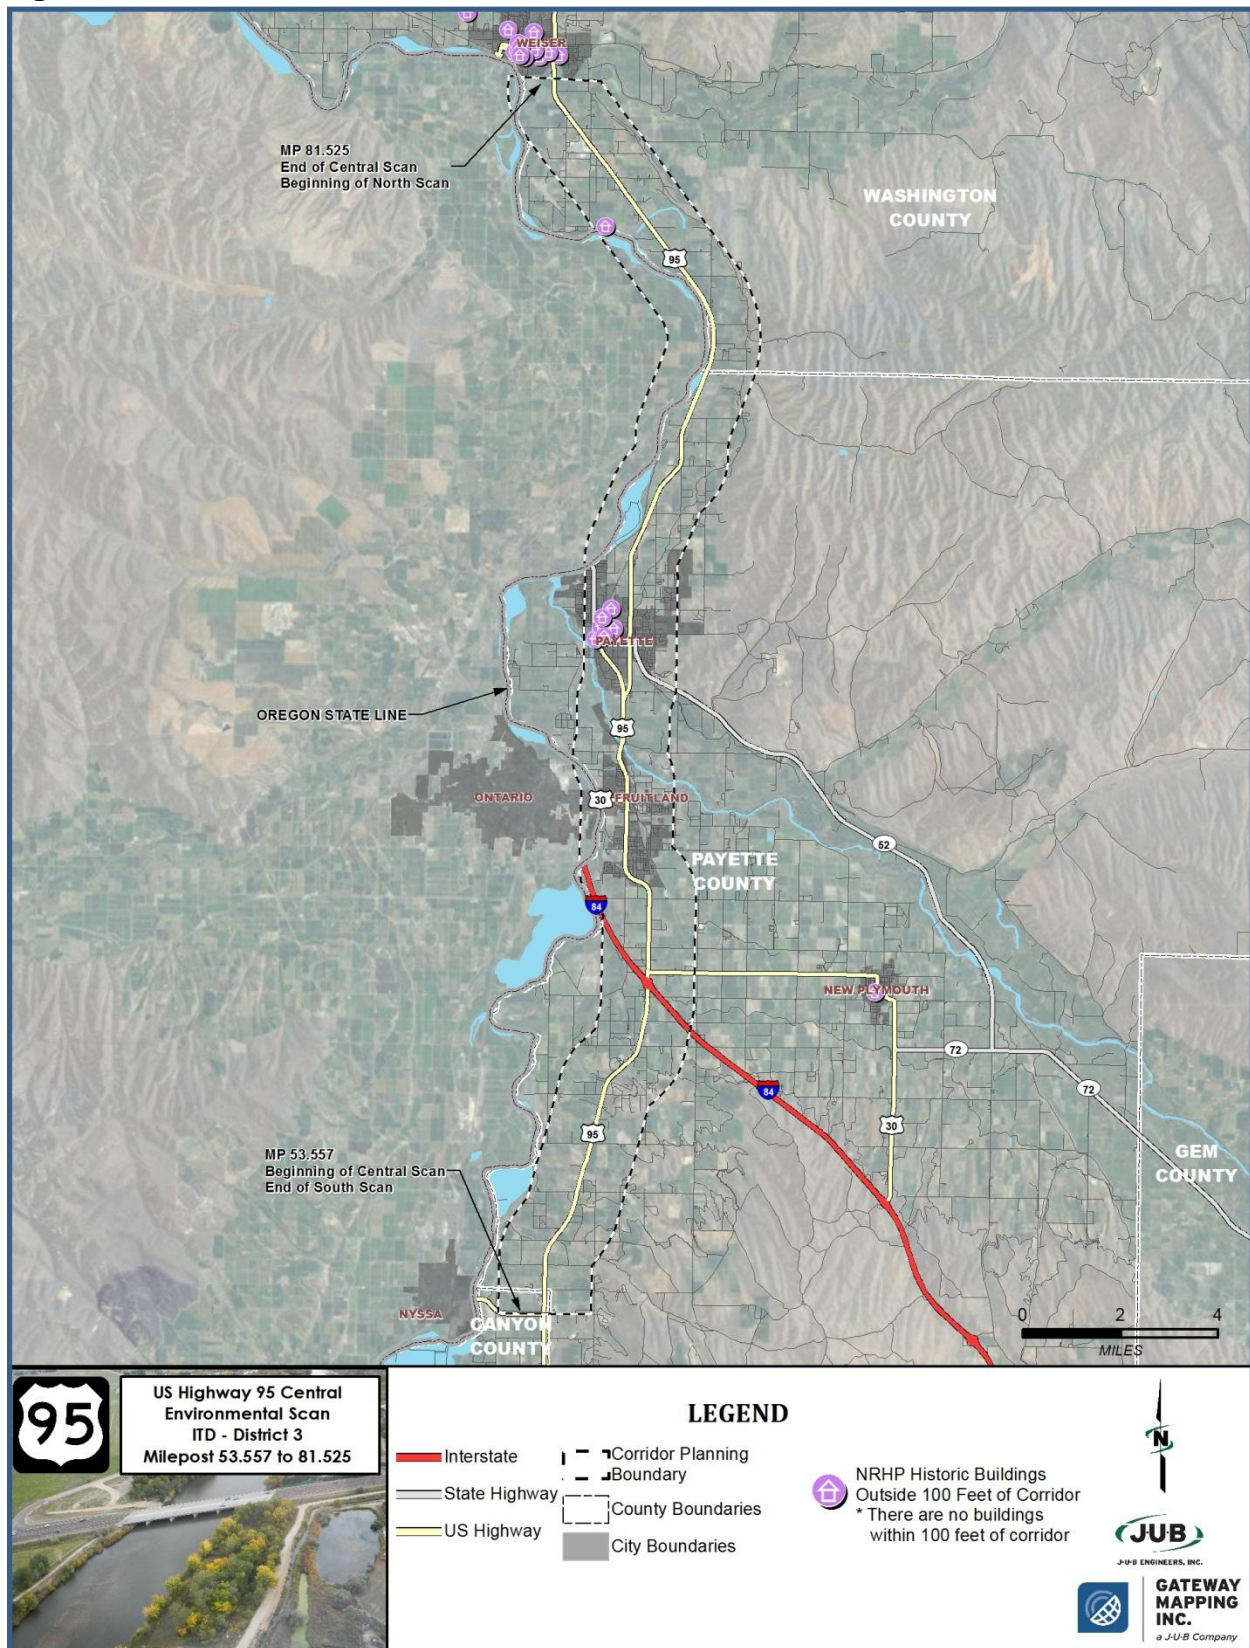 WEISER
MP 81.525
End of Central Scan
Beginning of North Scan
WASHINGTON
COUNTY
95
PAYETTE
OREGON STATE LINE
95
ONTARIO
30
FRUITLAND
52
PAYETTE
COUNTY
84
NEW PLYMOUTH
72
84
72
30
95
MP 53.557
Beginning of Central Scan
End of South Scan
GEM
COUNTY
NYSSA
CANYON
COUNTY
0 2 4
MILES
95
US Highway 95 Central
Environmental Scan
ITD - District 3
Milepost 53.557 to 81.525
LEGEND
Interstate
State Highway
US Highway
Corridor Planning
Boundary
County Boundaries
City Boundaries
NRHP Historic Buildings
Outside 100 Feet of Corridor
* There are no buildings
within 100 feet of corridor
N
J·U·B
J·U·B ENGINEERS, INC.
GATEWAY
MAPPING
INC.
a J·U·B Company